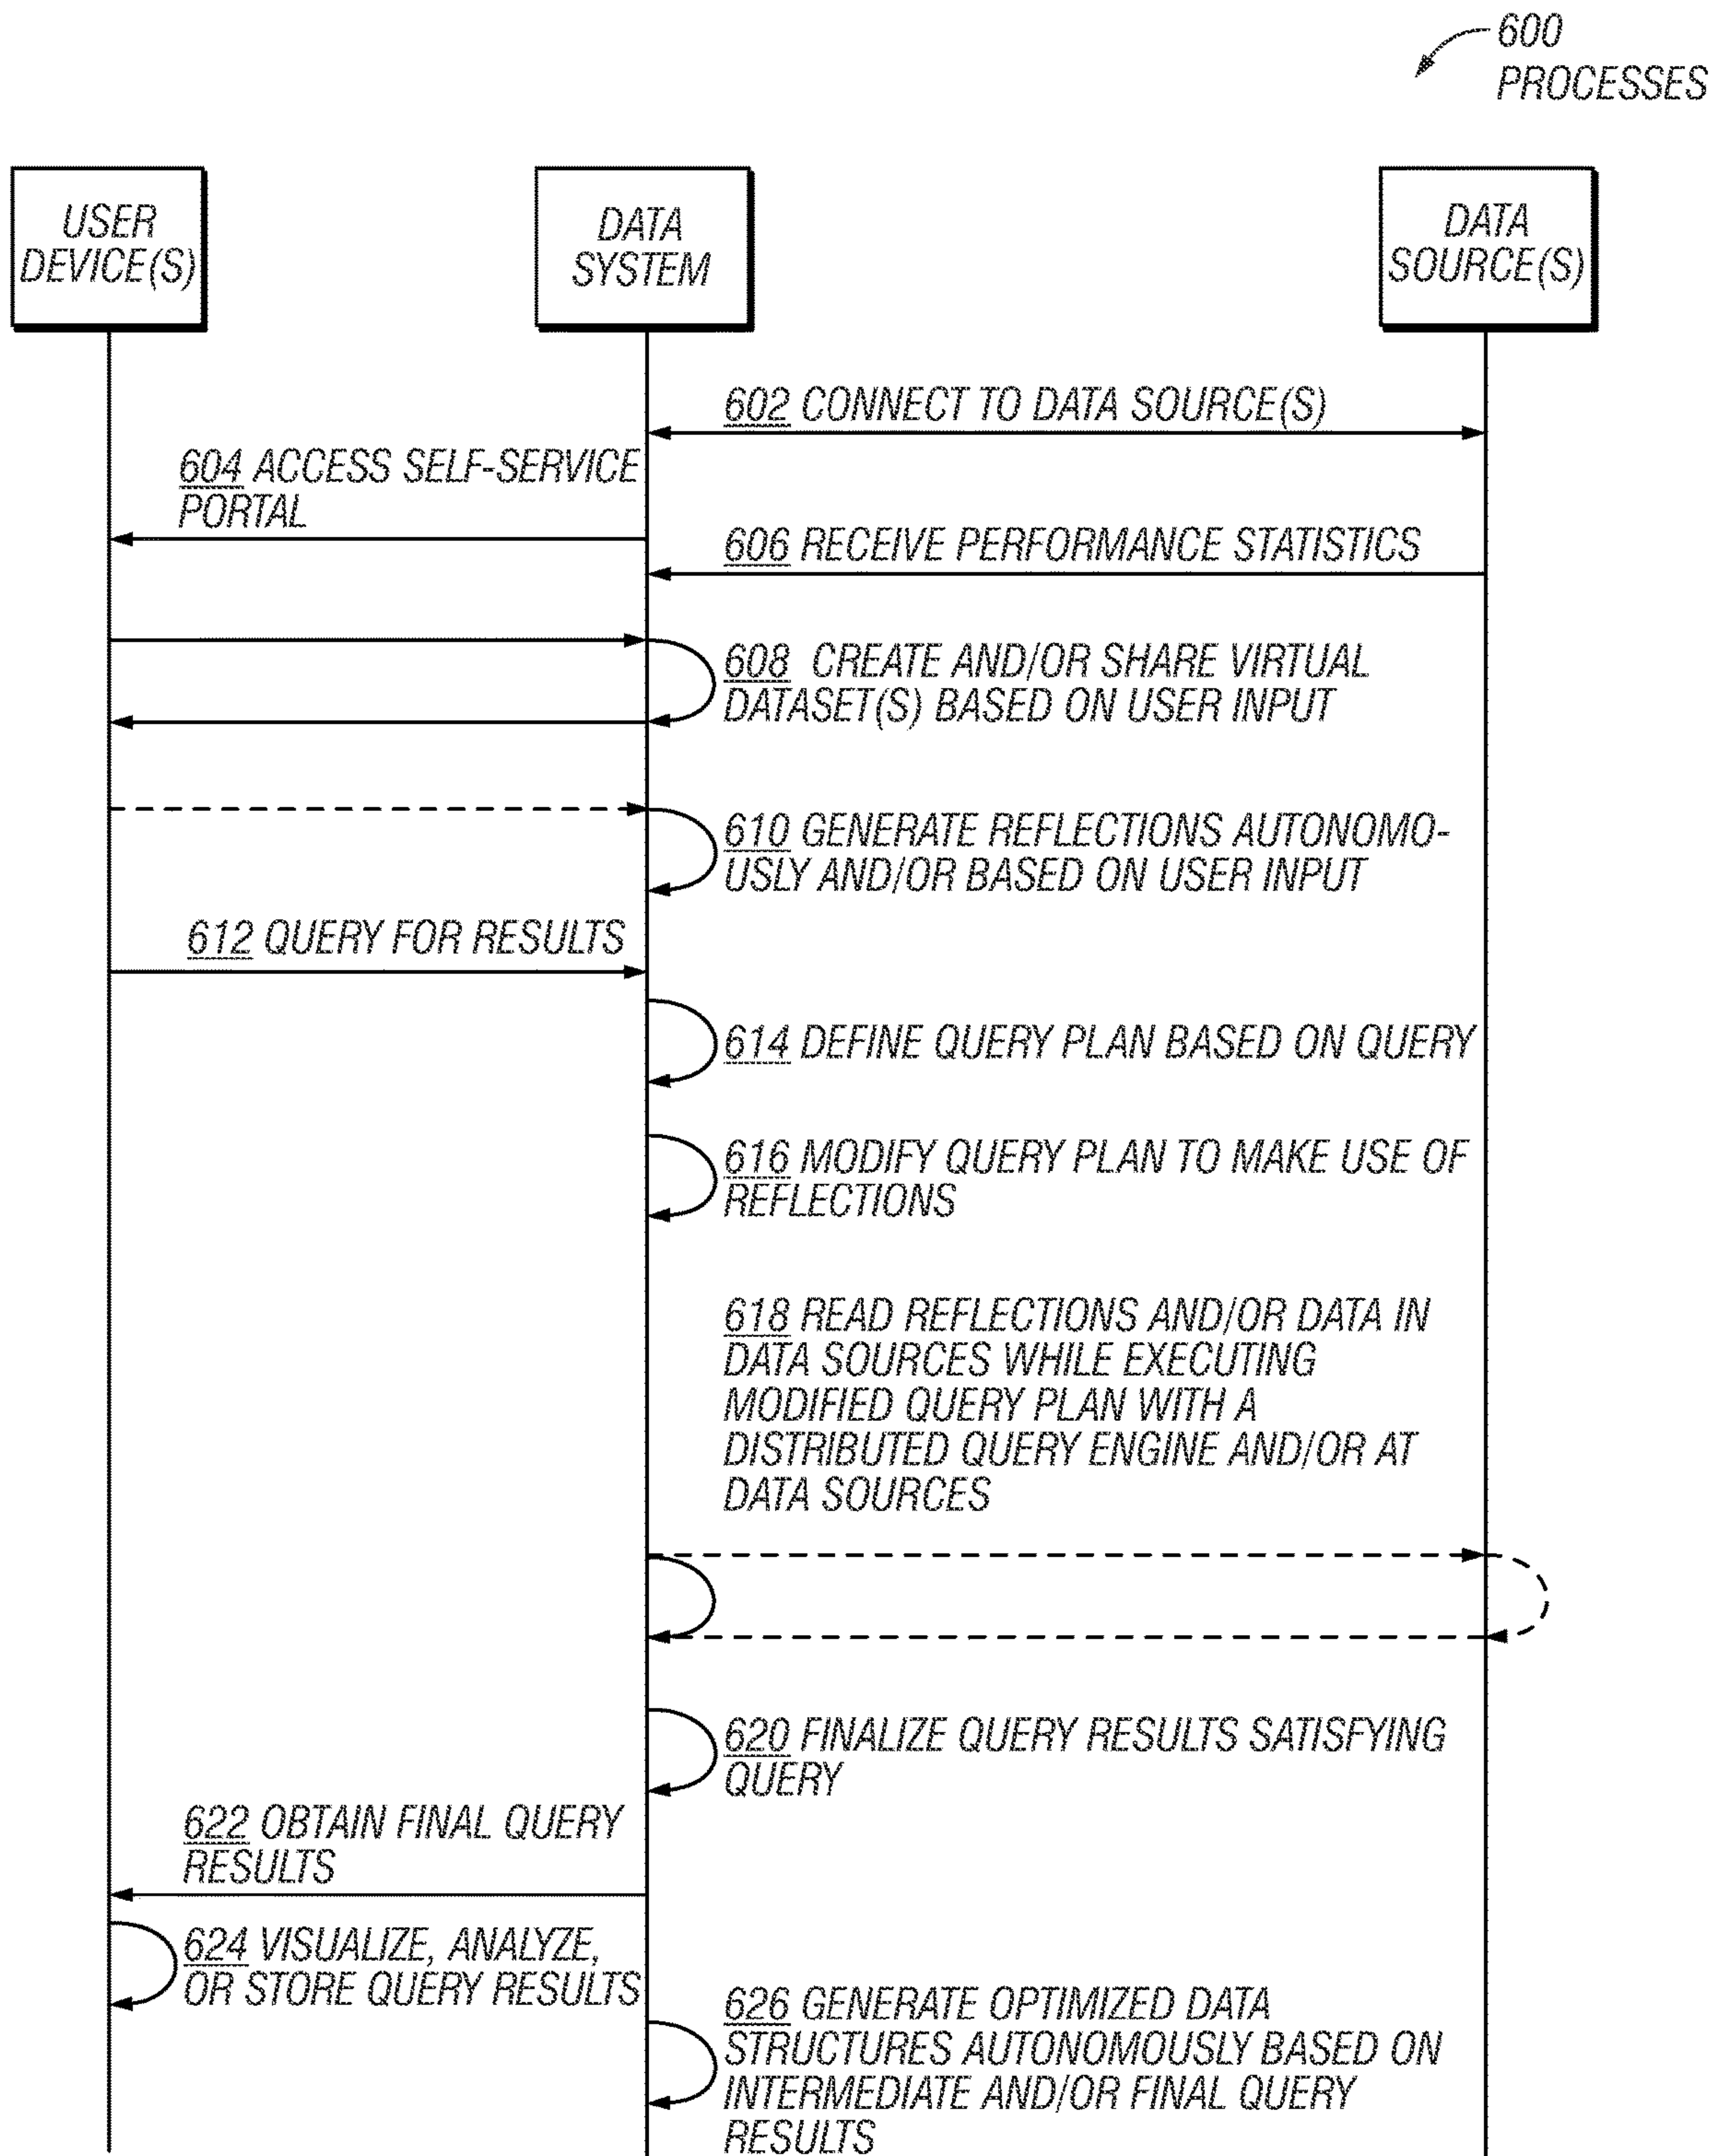 600
PROCESSES
USER
DEVICE(S)
DATA
SYSTEM
DATA
SOURCE(S)
602 CONNECT TO DATA SOURCE(S)
604 ACCESS SELF-SERVICE
PORTAL
606 RECEIVE PERFORMANCE STATISTICS
608 CREATE AND/OR SHARE VIRTUAL
DATASET(S) BASED ON USER INPUT
610 GENERATE REFLECTIONS AUTONOMO-
USLY AND/OR BASED ON USER INPUT
612 QUERY FOR RESULTS
614 DEFINE QUERY PLAN BASED ON QUERY
616 MODIFY QUERY PLAN TO MAKE USE OF
REFLECTIONS
618 READ REFLECTIONS AND/OR DATA IN
DATA SOURCES WHILE EXECUTING
MODIFIED QUERY PLAN WITH A
DISTRIBUTED QUERY ENGINE AND/OR AT
DATA SOURCES
620 FINALIZE QUERY RESULTS SATISFYING
QUERY
622 OBTAIN FINAL QUERY
RESULTS
624 VISUALIZE, ANALYZE,
OR STORE QUERY RESULTS
626 GENERATE OPTIMIZED DATA
STRUCTURES AUTONOMOUSLY BASED ON
INTERMEDIATE AND/OR FINAL QUERY
RESULTS